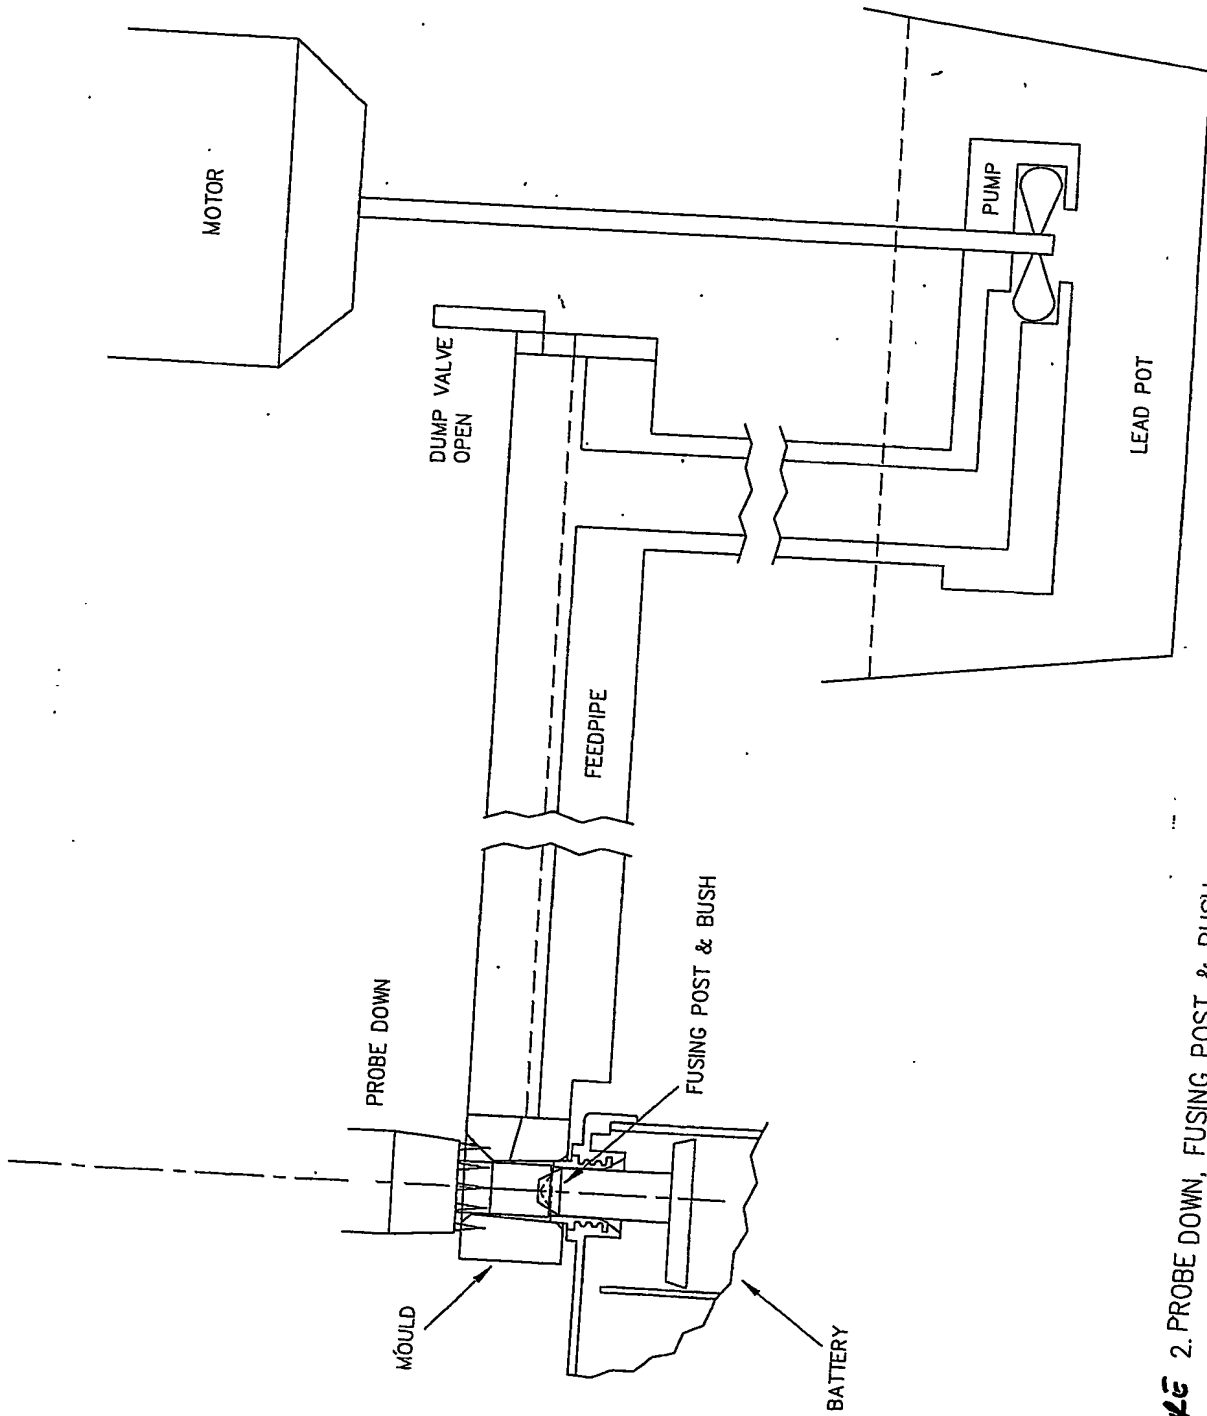 MOTOR
DUMP VALVE
OPEN
PUMP
LEAD POT
FEEDPIPE
PROBE DOWN
FUSING POST & BUSH
MOULD
BATTERY
2. PROBE DOWN, FUSING POST & BUSH